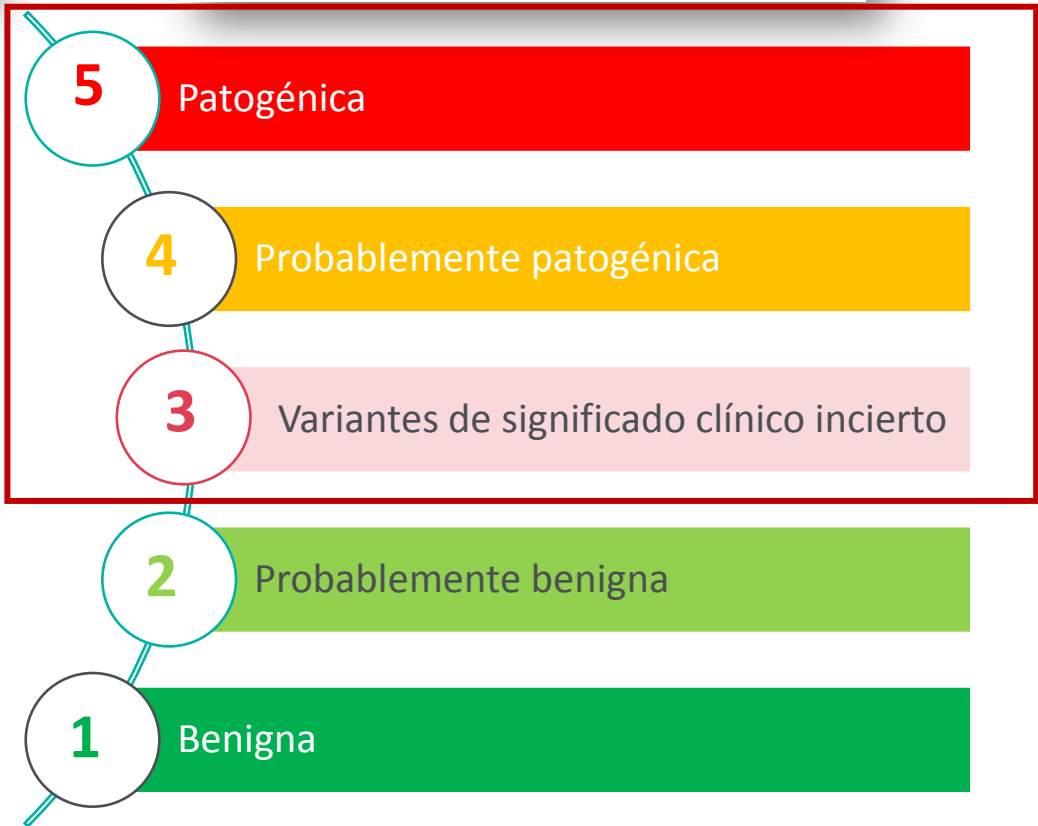 5 Patogénica
4 Probablemente patogénica
3 Variantes de significado clínico incierto
2 Probablemente benigna
1 Benigna